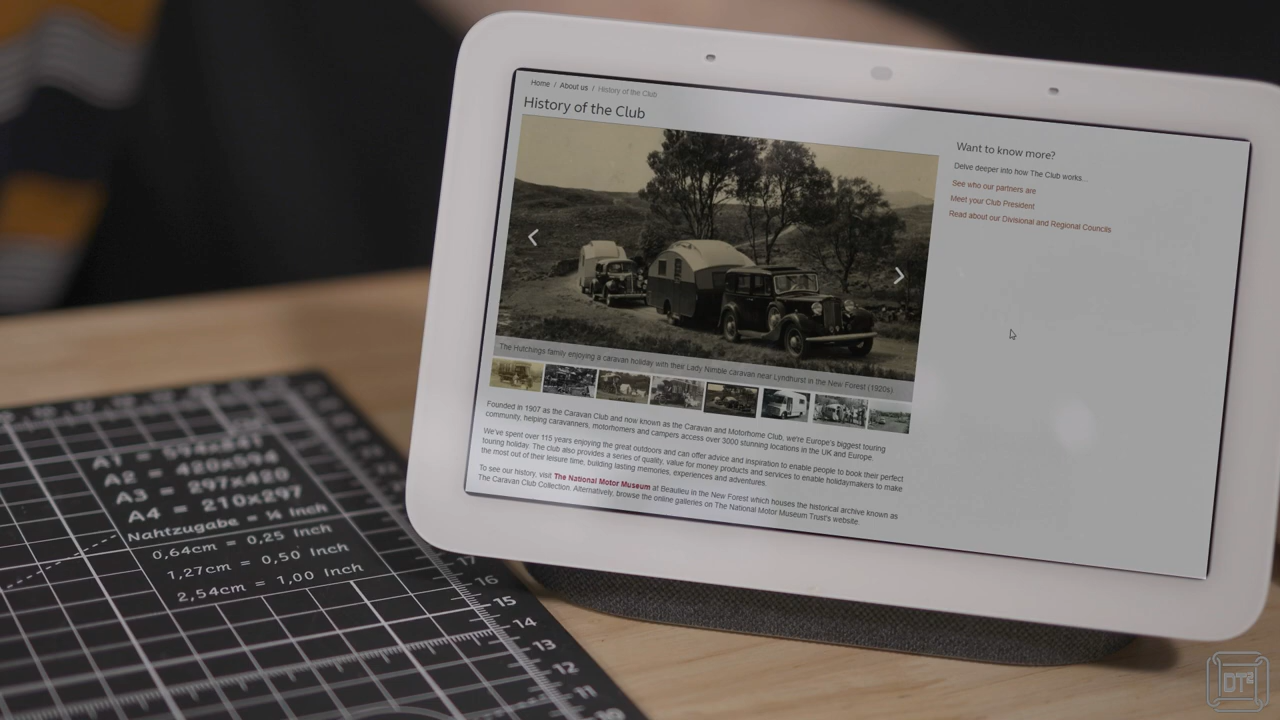 Home / About us / History of the Club
History of the Club
The Hutchings family enjoying a caravan holiday with their Lady Nimble caravan near Lyndhurst in the New Forest (1920s).
Founded in 1907 as the Caravan Club and now known as the Caravan and Motorhome Club, we're Europe's biggest touring
community, helping caravanners, motorhomers and campers access over 3000 stunning locations in the UK and Europe.
We've spent over 115 years enjoying the great outdoors and can offer advice and inspiration to enable people to book their perfect
touring holiday. The club also provides a series of quality, value for money products and services to enable holidaymakers to make
the most out of their leisure time, building lasting memories, experiences and adventures.
To see our history, visit The National Motor Museum at Beaulieu in the New Forest which houses the historical archive known as
The Caravan Club Collection. Alternatively, browse the online galleries on The National Motor Museum Trust's website.
Want to know more?
Delve deeper into how The Club works...
See who our partners are
Meet your Club President
Read about our Divisional and Regional Councils
A1 = 594x841
A2 = 420x594
A3 = 297x420
A4 = 210x297
Nahtzugabe = ¼ Inch
0,64cm = 0,25 Inch
1,27cm = 0,50 Inch
2,54cm = 1,00 Inch
17
16
15
14
13
12
11
DT²